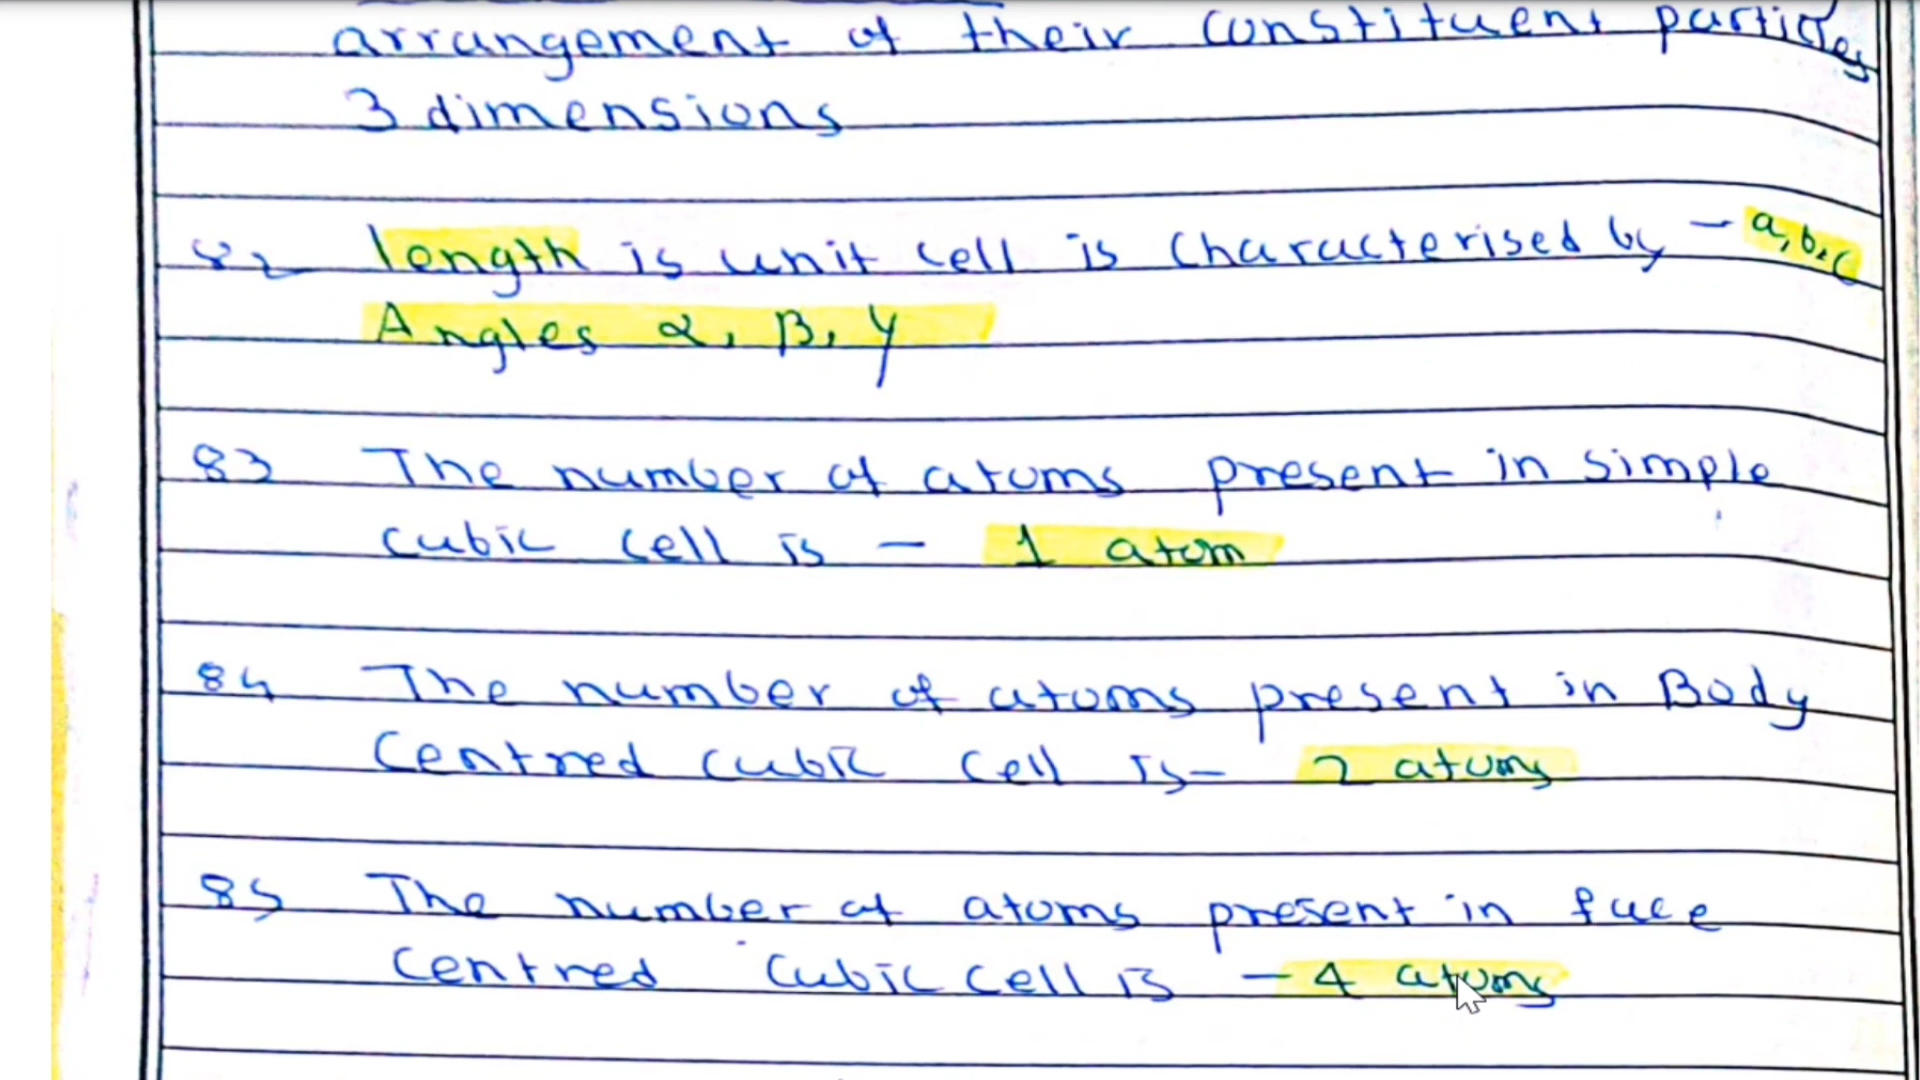 arrangement of their constituent particles
3 dimensions
82 length is unit cell is characterised by - a, b, c
Angles α, β, γ
83 The number of atoms present in simple
cubic cell is - 1 atom
84 The number of atoms present in Body
Centred cubic cell is - 2 atoms
85 The number of atoms present in face
centred cubic cell is - 4 atoms